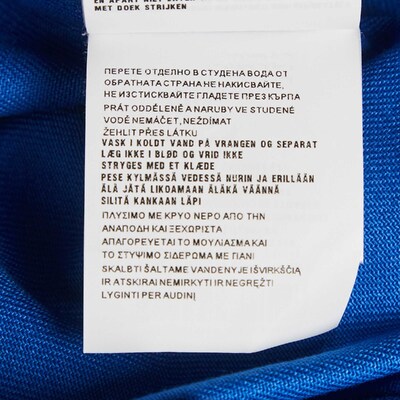 MET DOEK STRIJKEN
ПЕРЕТЕ ОТДЕЛНО В СТУДЕНА ВОДА ОТ
ОБРАТНАТА СТРАНА НЕ НАКИСВАЙТЕ,
НЕ ИЗСТИСКВАЙТЕ ГЛАДЕТЕ ПРЕЗ КЪРПА
PRÁT ODDĚLENĚ A NARUBY VE STUDENÉ
VODĚ NEMÁČET, NEŽDÍMAT
ŽEHLIT PŘES LÁTKU
VASK I KOLDT VAND PÅ VRANGEN OG SEPARAT
LÆG IKKE I BLØD OG VRID IKKE
STRYGES MED ET KLÆDE
PESE KYLMÄSSÄ VEDESSÄ NURIN JA ERILLÄÄN
ÄLÄ JÄTÄ LIKOAMAAN ÄLÄKÄ VÄÄNNÄ
SILITÄ KANKAAN LÄPI
ΠΛΥΣΙΜΟ ΜΕ ΚΡΥΟ ΝΕΡΟ ΑΠΟ ΤΗΝ
ΑΝΑΠΟΔΗ ΚΑΙ ΞΕΧΩΡΙΣΤΑ
ΑΠΑΓΟΡΕΥΕΤΑΙ ΤΟ ΜΟΥΛΙΑΣΜΑ ΚΑΙ
ΤΟ ΣΤΥΨΙΜΟ ΣΙΔΕΡΩΜΑ ΜΕ ΠΑΝΙ
SKALBTI ŠALTAME VANDENYJE IŠVIRKŠČIĄ
IR ATSKIRAI NEMIRKYTI IR NEGRĘŽTI
LYGINTI PER AUDINĮ